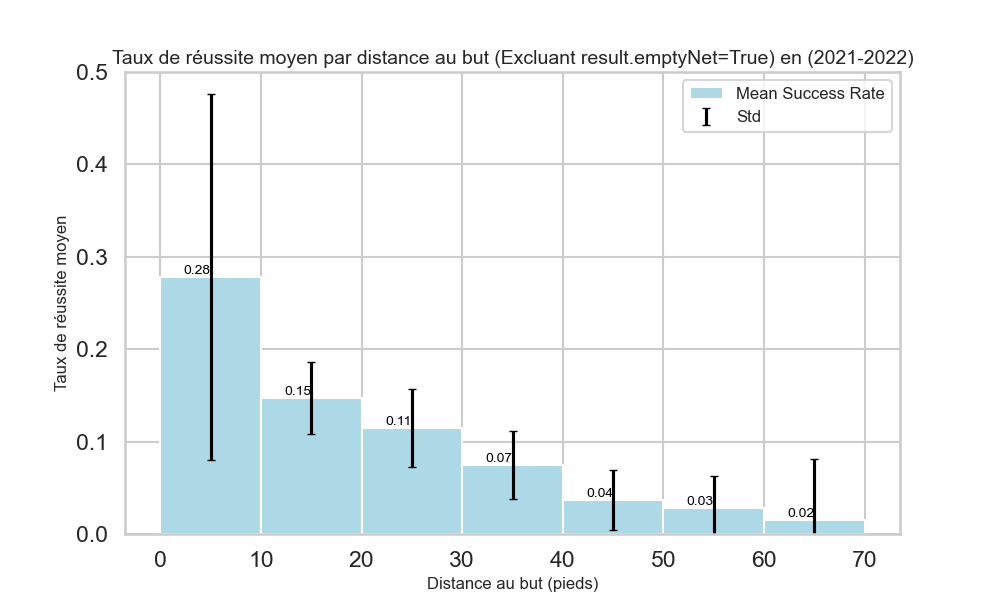 Taux de réussite moyen par distance au but (Excluant result.emptyNet=True) en (2021-2022)
Mean Success Rate
Std
Taux de réussite moyen
0.5
0.4
0.3
0.2
0.1
0.0
0.28
0.15
0.11
0.07
0.04
0.03
0.02
0 10 20 30 40 50 60 70
Distance au but (pieds)